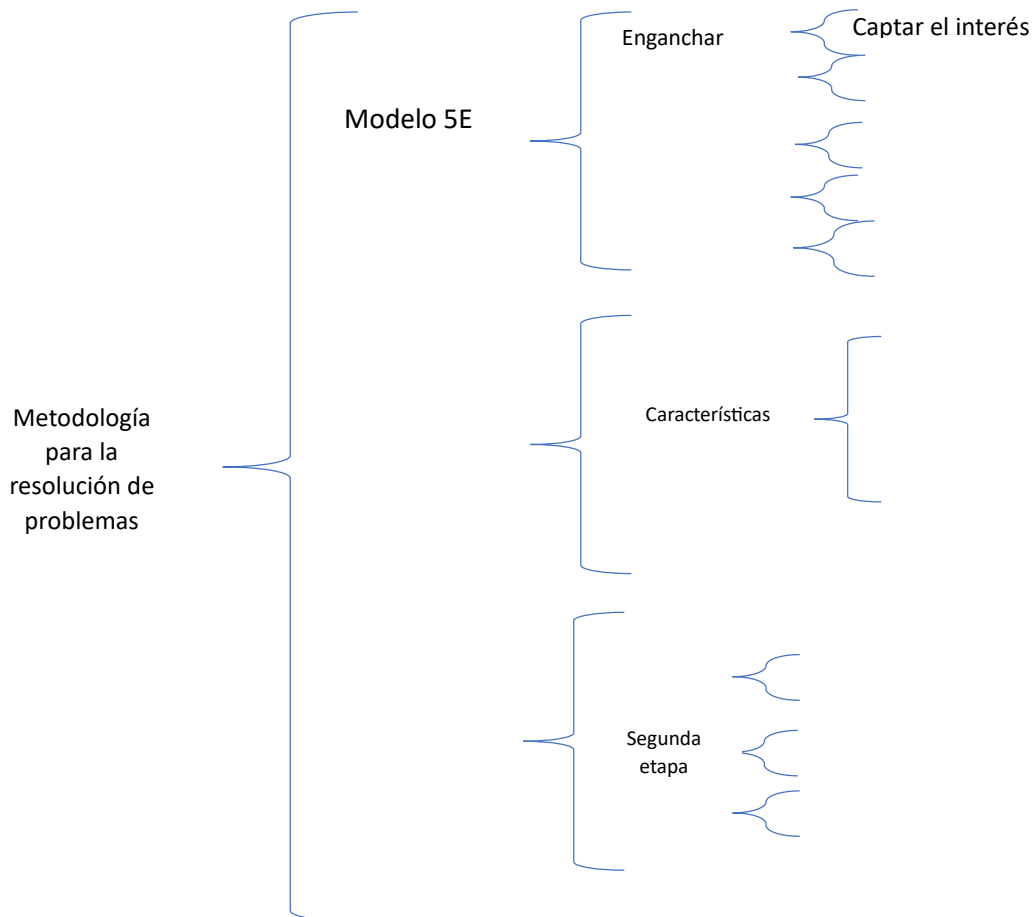 Captar el interés
Enganchar
Modelo 5E
Metodología
para la
resolución de
problemas
Características
Segunda
etapa